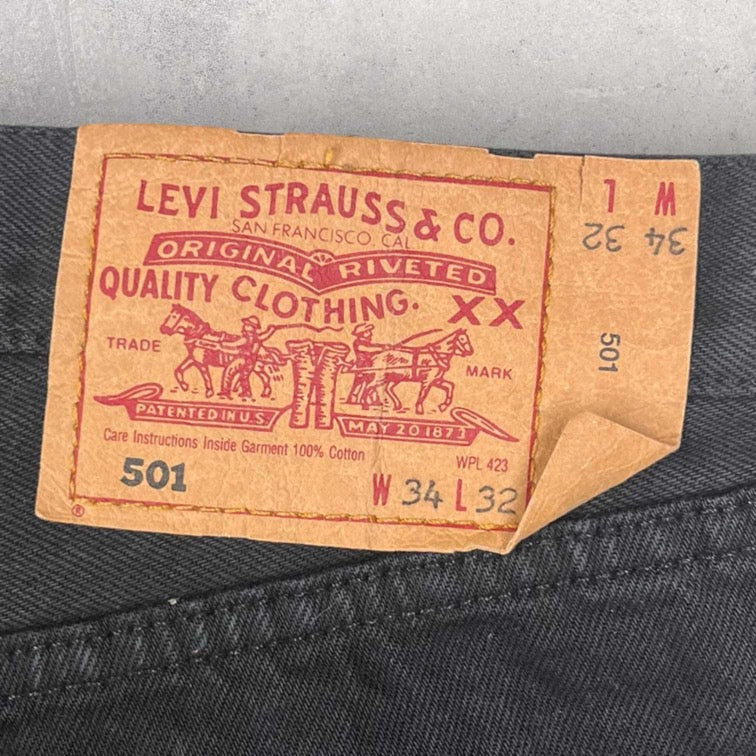 LEVI STRAUSS & CO.
SAN FRANCISCO CAL
ORIGINAL RIVETED
QUALITY CLOTHING. XX
TRADE MARK
PATENTED IN U.S. MAY 20 1873
Care Instructions Inside Garment 100% Cotton
WPL 423
501
W 34 L 32
®
W L
34 32
501